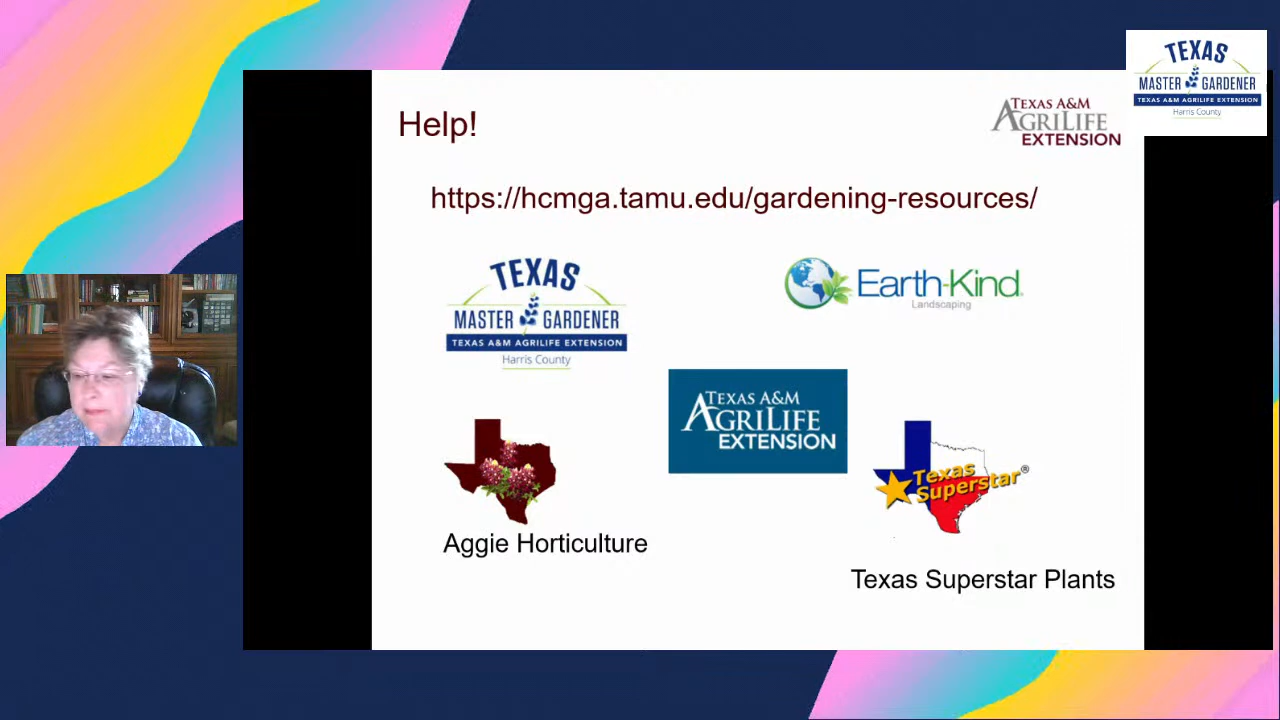 TEXAS
MASTER GARDENER
TEXAS A&M AGRILIFE EXTENSION
Harris County
Help!
TEXAS A&M
AGRILIFE
EXTENSION
https://hcmga.tamu.edu/gardening-resources/
TEXAS
MASTER GARDENER
TEXAS A&M AGRILIFE EXTENSION
Harris County
Earth-Kind®
Landscaping
TEXAS A&M
AGRILIFE
EXTENSION
Texas
Superstar®
Aggie Horticulture
Texas Superstar Plants